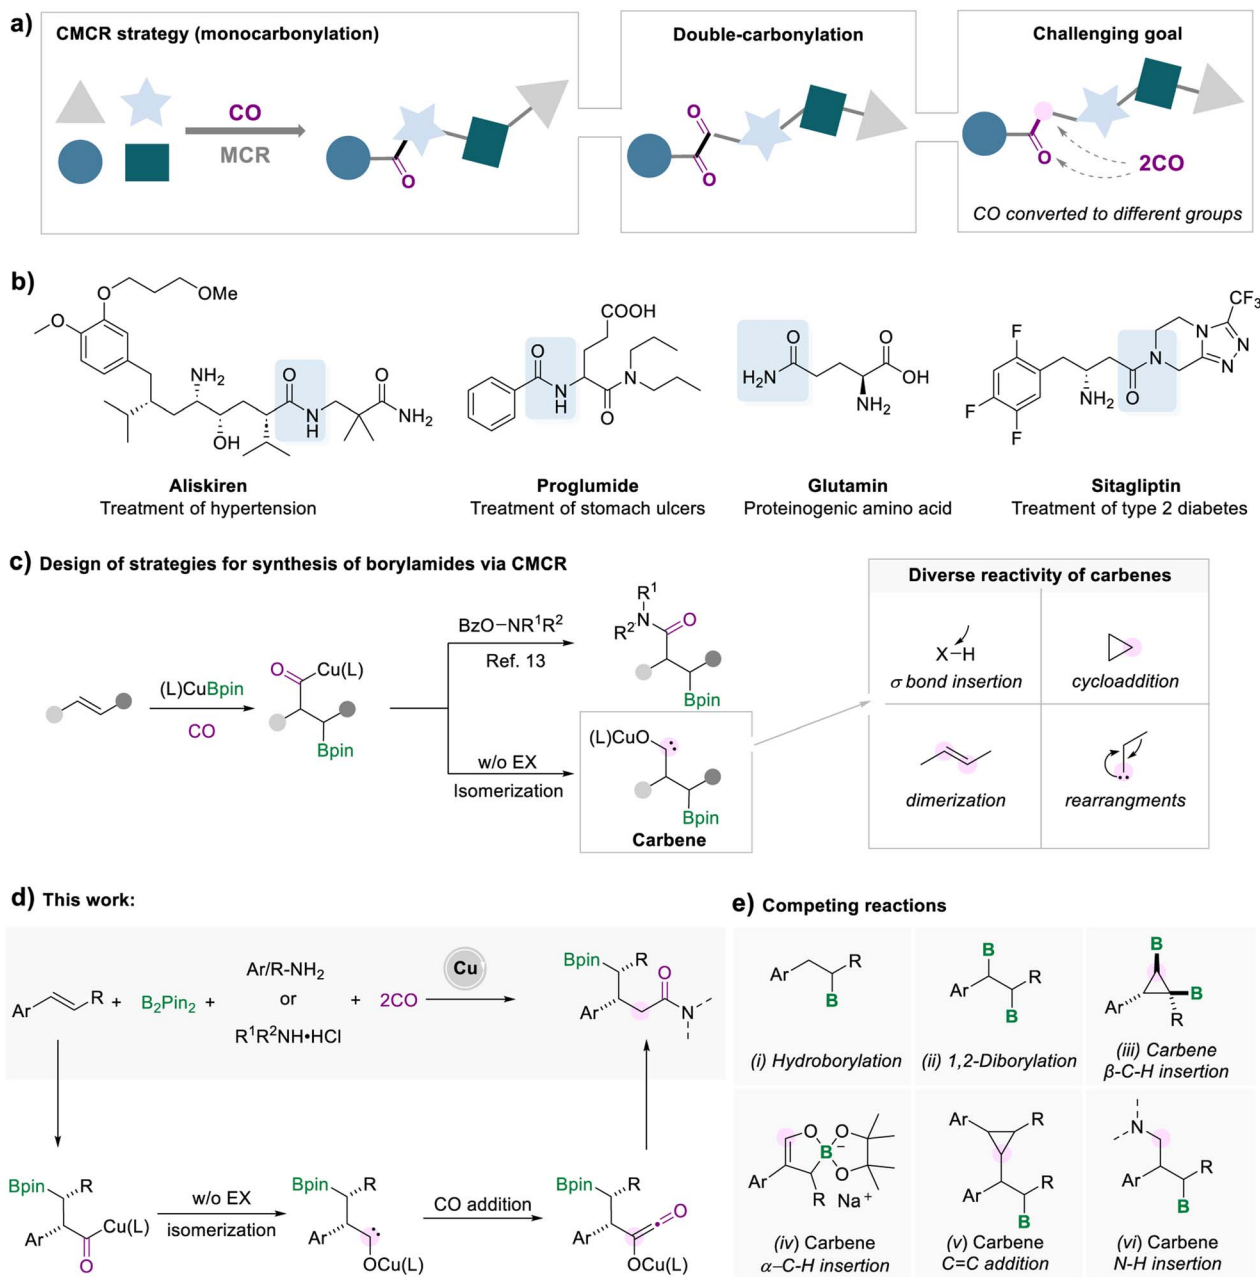 a)
CMCR strategy (monocarbonylation)
CO
MCR
O
Double-carbonylation
O
O
Challenging goal
O
2CO
CO converted to different groups
b)
O
OMe
O
NH₂
OH
O
N
H
O
NH₂
Aliskiren
Treatment of hypertension
COOH
O
N
H
N
O
Proglumide
Treatment of stomach ulcers
O
H₂N
O
OH
NH₂
Glutamin
Proteinogenic amino acid
F
F
F
NH₂
O
N
N
N
N
CF₃
Sitagliptin
Treatment of type 2 diabetes
c) Design of strategies for synthesis of borylamides via CMCR
(L)CuBpin
CO
O
Cu(L)
Bpin
BzO–NR¹R²
Ref. 13
w/o EX
Isomerization
R¹
N
R²
O
Bpin
(L)CuO
Bpin
Carbene
Diverse reactivity of carbenes
X–H
σ bond insertion
cycloaddition
dimerization
rearrangments
d) This work:
Ar
R
+
B₂Pin₂
+
Ar/R-NH₂
or
R¹R²NH•HCl
+
2CO
Cu
Bpin
R
O
Ar
N
Bpin
R
Ar
Cu(L)
O
w/o EX
isomerization
Bpin
R
Ar
OCu(L)
CO addition
Bpin
R
O
Ar
OCu(L)
e) Competing reactions
Ar
R
B
(i) Hydroborylation
B
Ar
R
B
(ii) 1,2-Diborylation
B
Ar
B
R
(iii) Carbene
β-C-H insertion
O
O
B
−
Ar
O
R
Na⁺
(iv) Carbene
α–C-H insertion
Ar
R
Ar
R
B
(v) Carbene
C=C addition
N
Ar
R
B
(vi) Carbene
N-H insertion